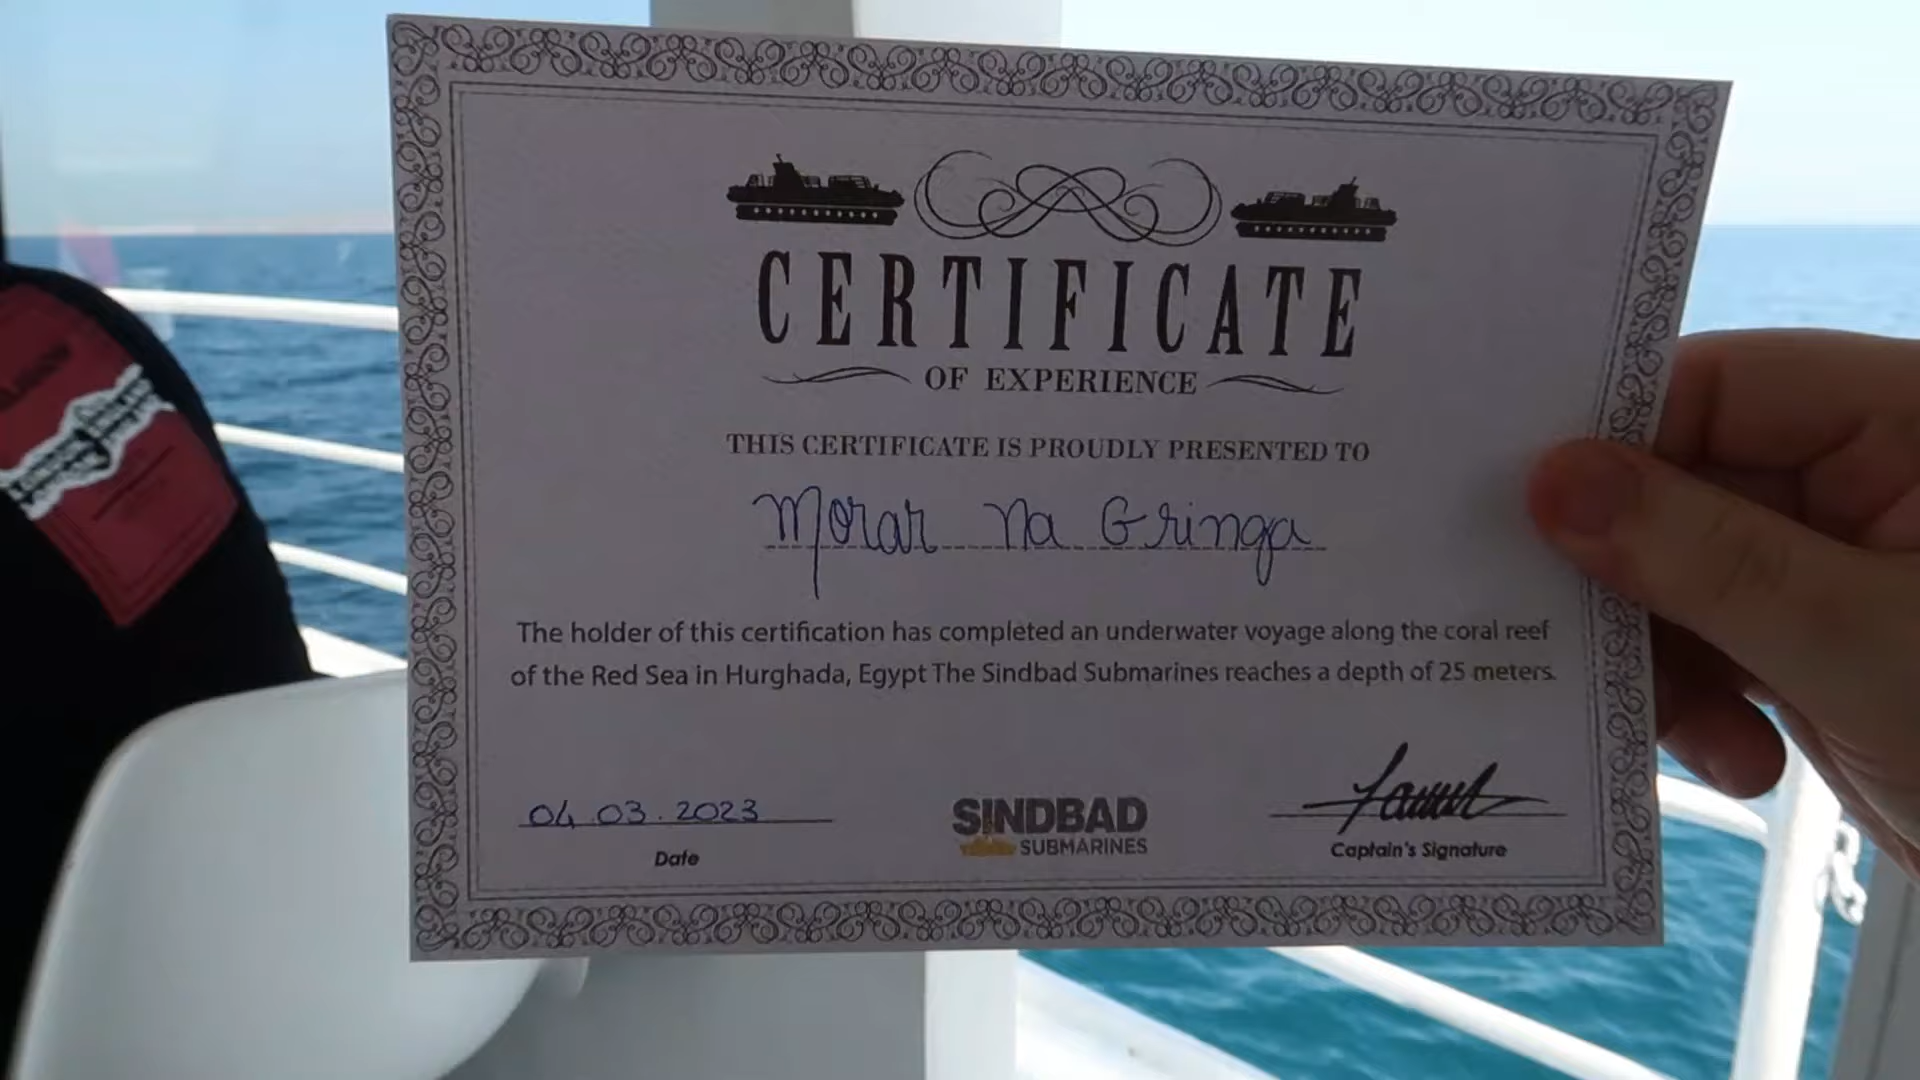 CERTIFICATE
OF EXPERIENCE
THIS CERTIFICATE IS PROUDLY PRESENTED TO
Morar Na Gringa
The holder of this certification has completed an underwater voyage along the coral reef
of the Red Sea in Hurghada, Egypt The Sindbad Submarines reaches a depth of 25 meters.
04.03.2023
Date
SINDBAD
SUBMARINES
Captain's Signature